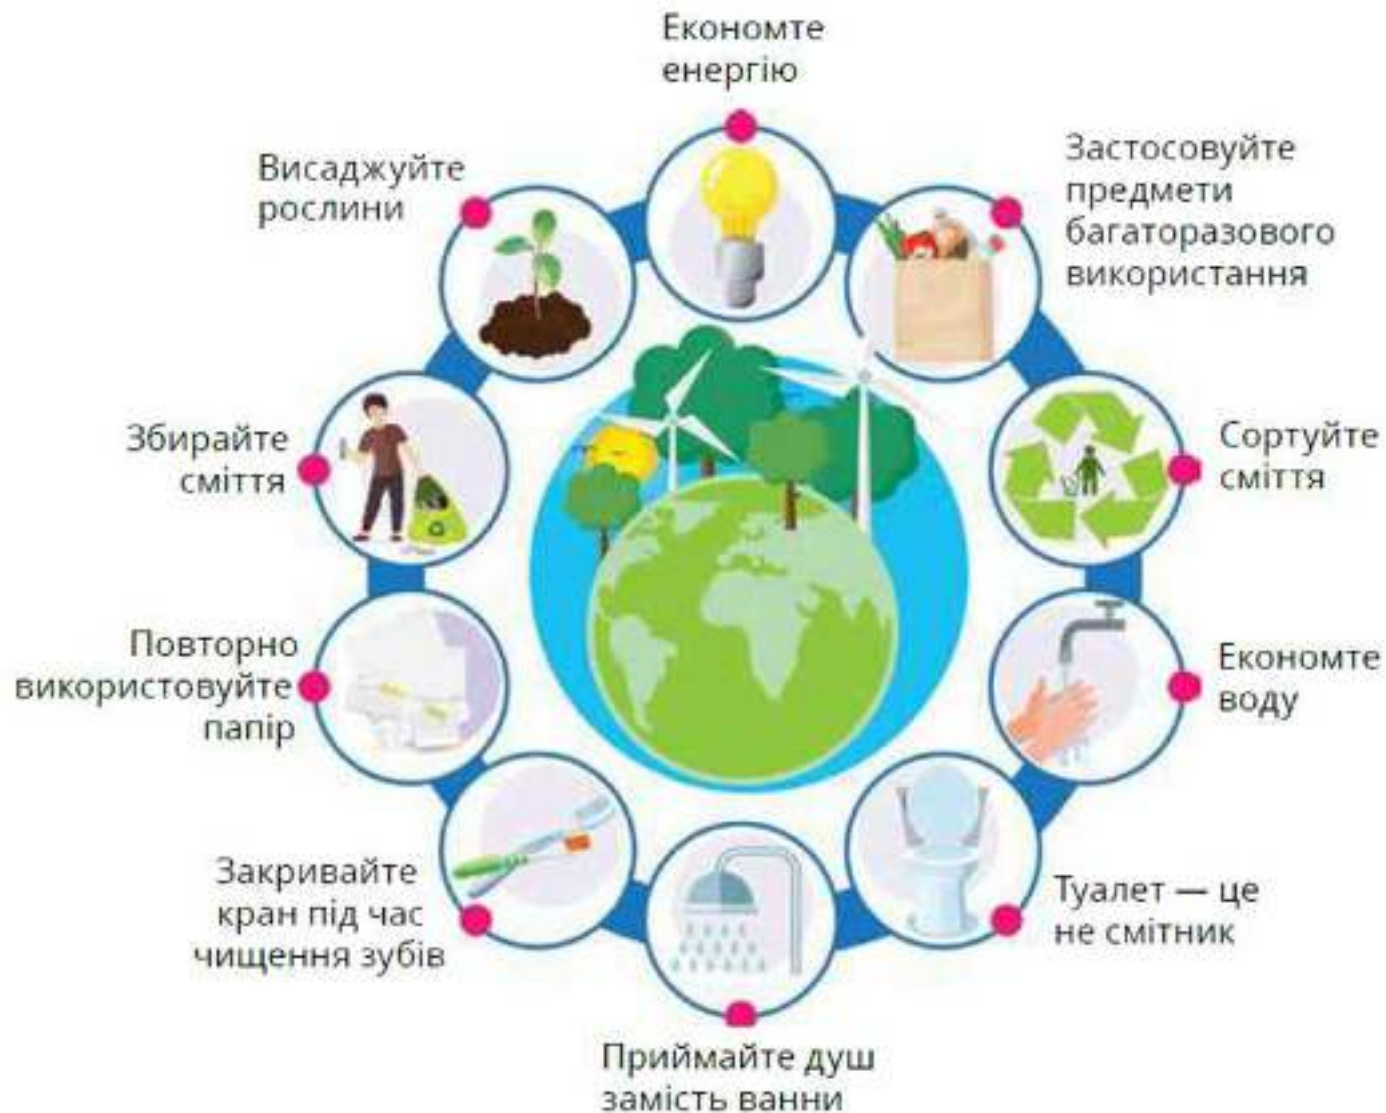 Економте
енергію
Застосовуйте
предмети
багаторазового
використання
Сортуйте
сміття
Економте
воду
Туалет — це
не смітник
Приймайте душ
замість ванни
Закривайте
кран під час
чищення зубів
Повторно
використовуйте
папір
Збирайте
сміття
Висаджуйте
рослини